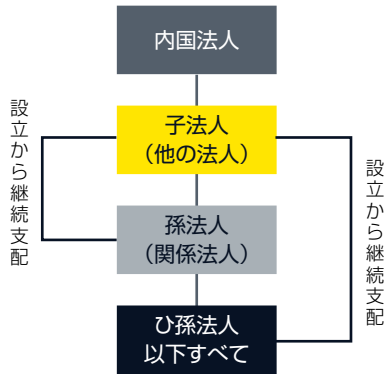 内国法人
設立から継続支配
子法人
（他の法人）
孫法人
（関係法人）
ひ孫法人
以下すべて
設立から継続支配